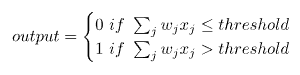 output = { 0 if ∑_j w_j x_j ≤ threshold
1 if ∑_j w_j x_j > threshold